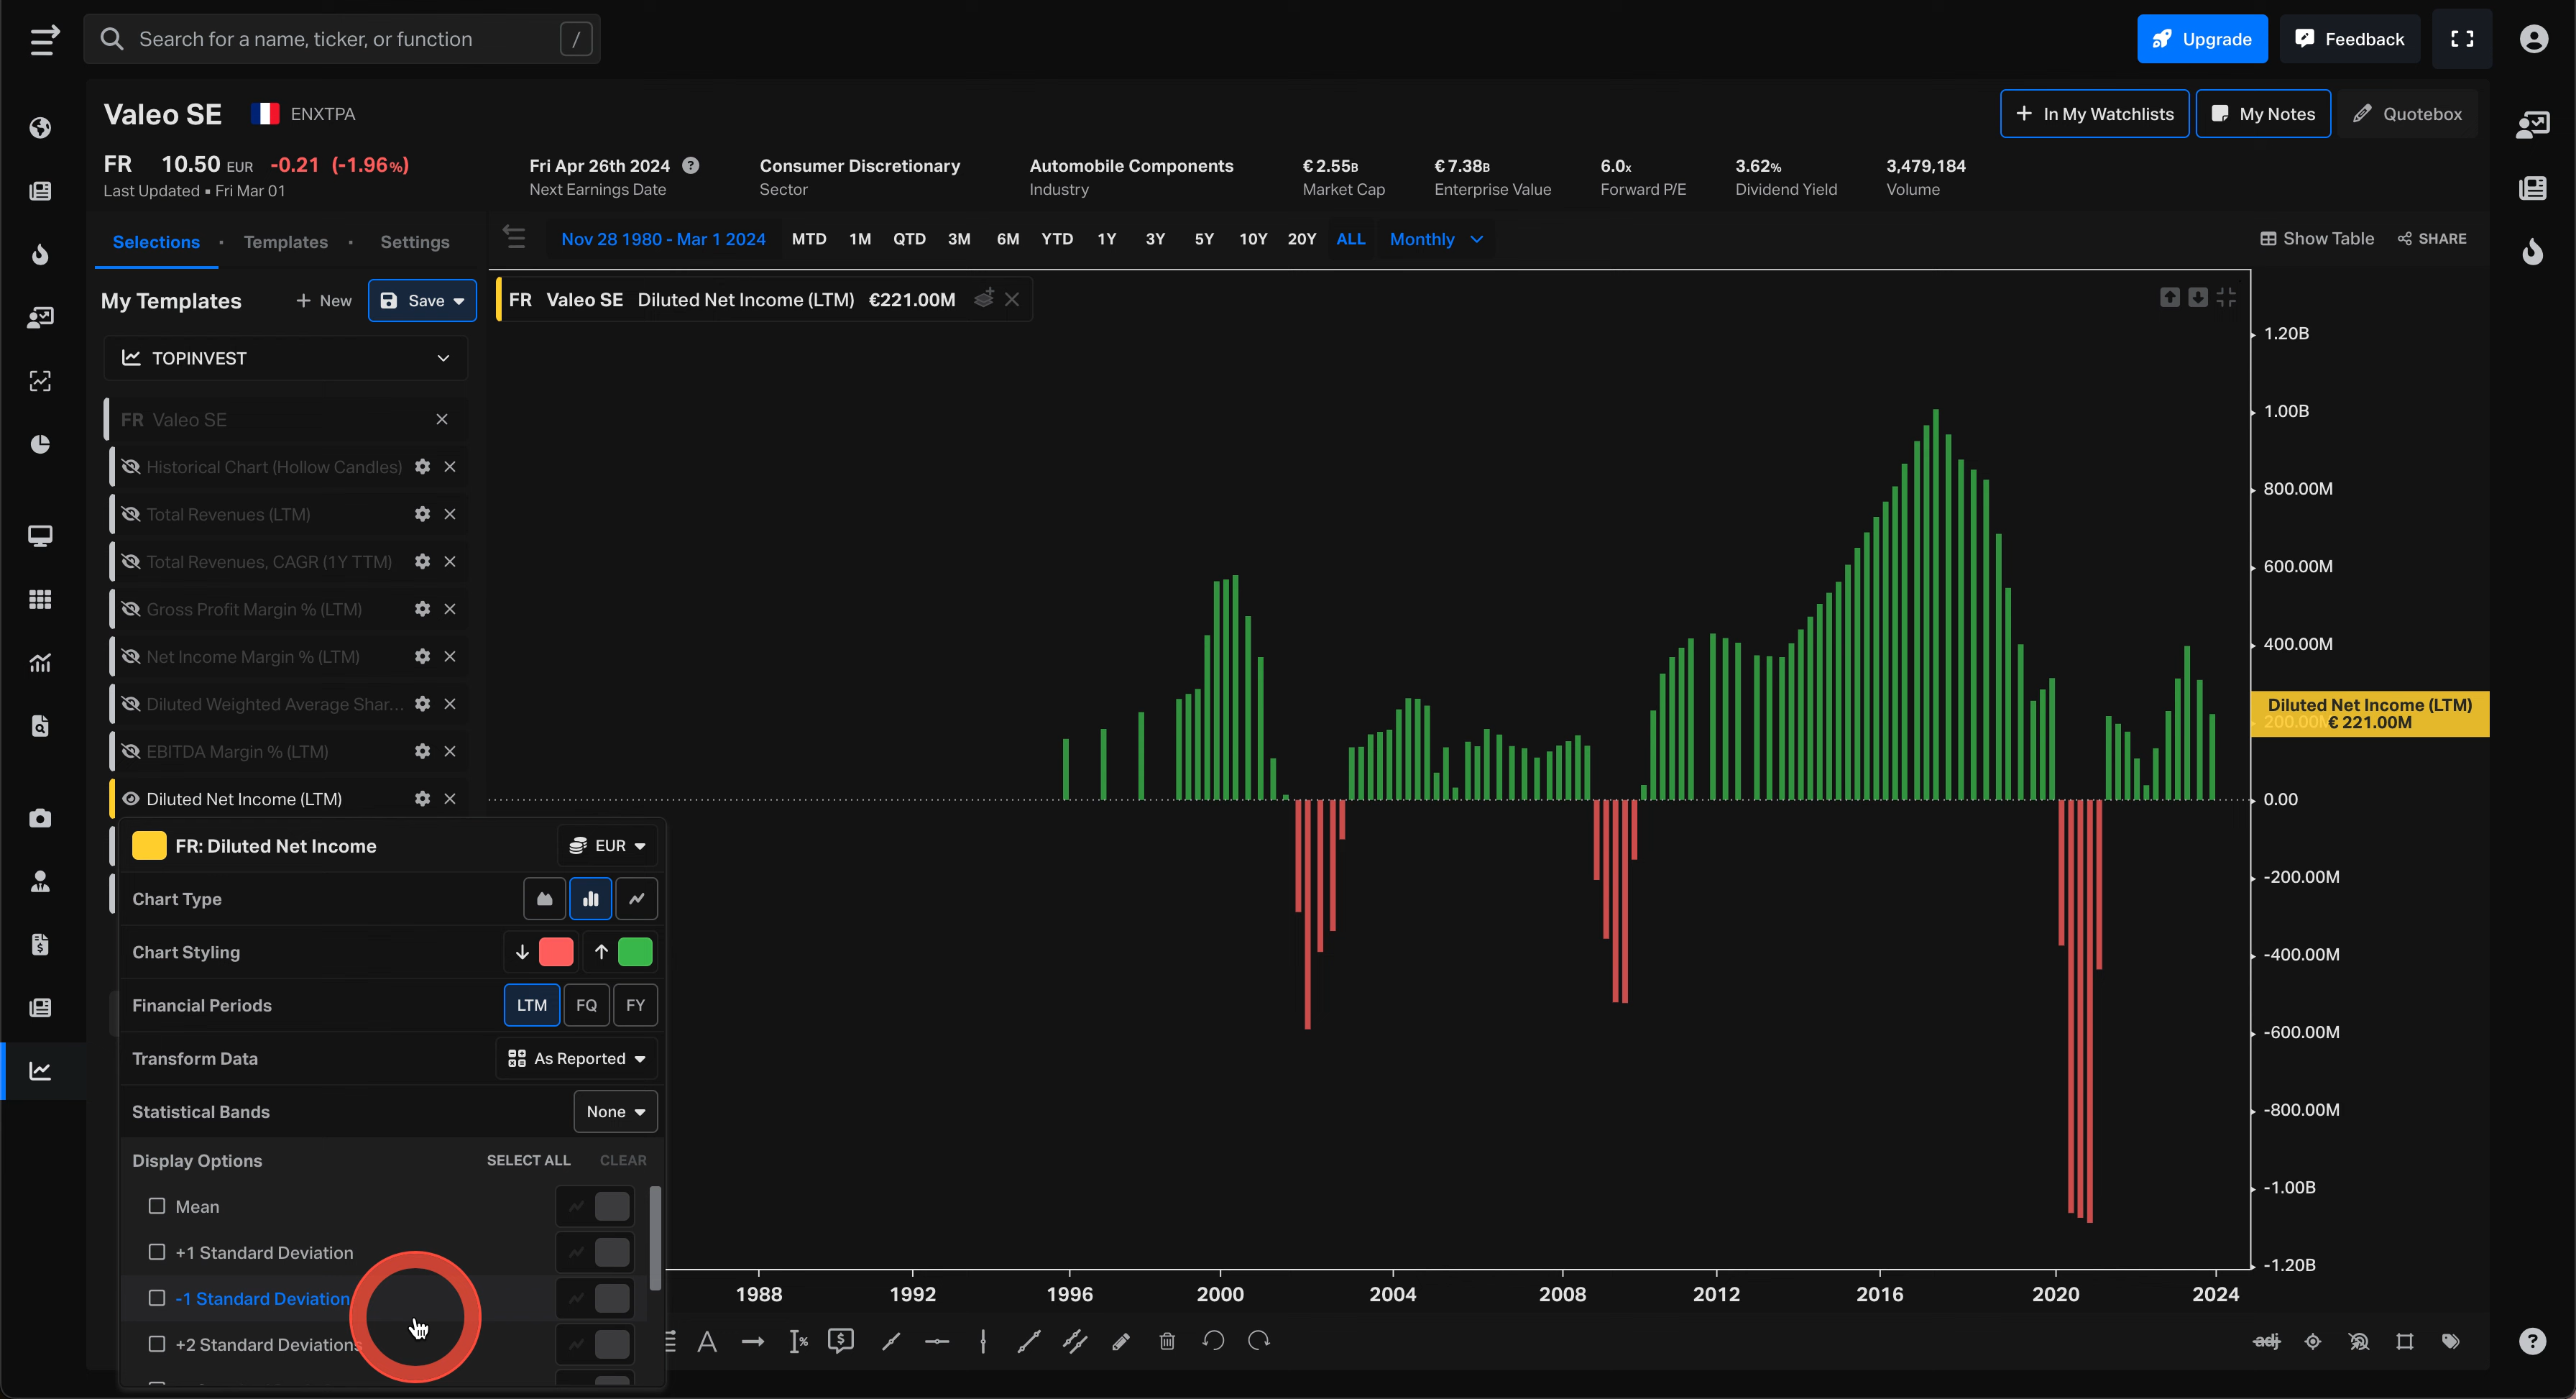 Search for a name, ticker, or function /
Upgrade Feedback
Valeo SE ENXTPA
+ In My Watchlists My Notes Quotebox
FR 10.50 EUR -0.21 (-1.96%)
Last Updated ▪ Fri Mar 01
Fri Apr 26th 2024 ?
Next Earnings Date
Consumer Discretionary
Sector
Automobile Components
Industry
€2.55B
Market Cap
€7.38B
Enterprise Value
6.0x
Forward P/E
3.62%
Dividend Yield
3,479,184
Volume
Selections · Templates · Settings
Nov 28 1980 - Mar 1 2024 MTD 1M QTD 3M 6M YTD 1Y 3Y 5Y 10Y 20Y ALL Monthly
Show Table SHARE
My Templates + New Save
TOPINVEST
FR Valeo SE
Historical Chart (Hollow Candles)
Total Revenues (LTM)
Total Revenues, CAGR (1Y TTM)
Gross Profit Margin % (LTM)
Net Income Margin % (LTM)
Diluted Weighted Average Shar...
EBITDA Margin % (LTM)
Diluted Net Income (LTM)
FR: Diluted Net Income EUR
Chart Type
Chart Styling
Financial Periods LTM FQ FY
Transform Data As Reported
Statistical Bands None
Display Options SELECT ALL CLEAR
Mean
+1 Standard Deviation
-1 Standard Deviation
+2 Standard Deviations
FR Valeo SE Diluted Net Income (LTM) €221.00M
1.20B
1.00B
800.00M
600.00M
400.00M
Diluted Net Income (LTM)
200.00M € 221.00M
0.00
-200.00M
-400.00M
-600.00M
-800.00M
-1.00B
-1.20B
1988 1992 1996 2000 2004 2008 2012 2016 2020 2024
A % $ adj ?